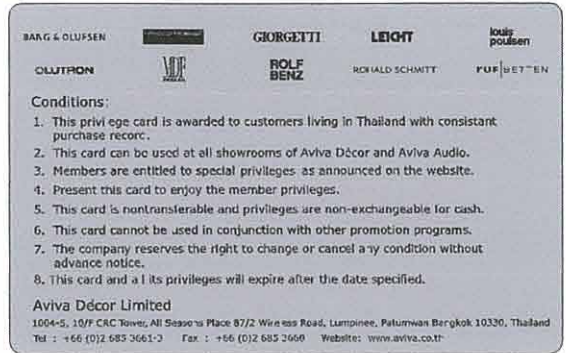 BANG & OLUFSEN GIORGETTI LEICHT louis poulsen
OLUTRON MDF ROLF BENZ RONALD SCHMITT RUF|BETTEN
Conditions:
1. This privilege card is awarded to customers living in Thailand with consistant
purchase record.
2. This card can be used at all showrooms of Aviva Décor and Aviva Audio.
3. Members are entitled to special privileges as announced on the website.
4. Present this card to enjoy the member privileges.
5. This card is nontransferable and privileges are non-exchangeable for cash.
6. This card cannot be used in conjunction with other promotion programs.
7. The company reserves the right to change or cancel any condition without
advance notice.
8. This card and all its privileges will expire after the date specified.
Aviva Décor Limited
1004-5, 10/F CRC Tower, All Seasons Place 87/2 Wireless Road, Lumpinee, Patumwan Bangkok 10330, Thailand
Tel : +66 (0)2 685 3661-3 Fax : +66 (0)2 685 3660 Website: www.aviva.co.th